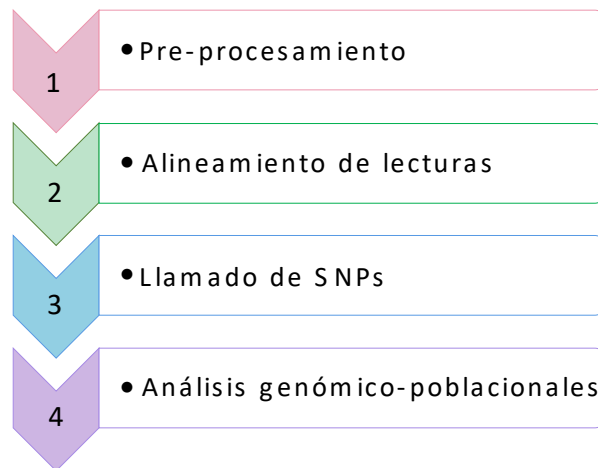 1
• Pre-procesamiento
2
• Alineamiento de lecturas
3
• Llamado de SNPs
4
• Análisis genómico-poblacionales